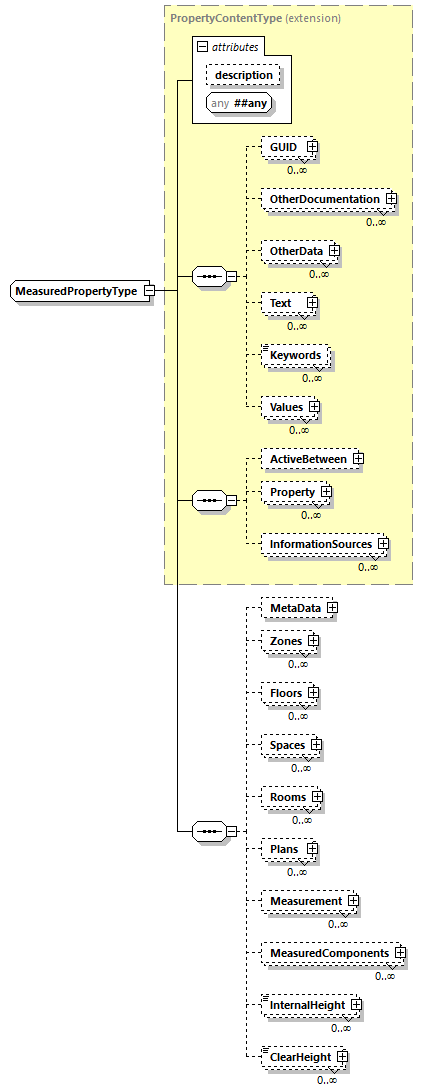 PropertyContentType (extension)
attributes
description
any ##any
GUID
0..∞
OtherDocumentation
0..∞
OtherData
0..∞
MeasuredPropertyType
Text
0..∞
Keywords
0..∞
Values
0..∞
ActiveBetween
Property
0..∞
InformationSources
0..∞
MetaData
Zones
0..∞
Floors
0..∞
Spaces
0..∞
Rooms
0..∞
Plans
0..∞
Measurement
0..∞
MeasuredComponents
0..∞
InternalHeight
0..∞
ClearHeight
0..∞